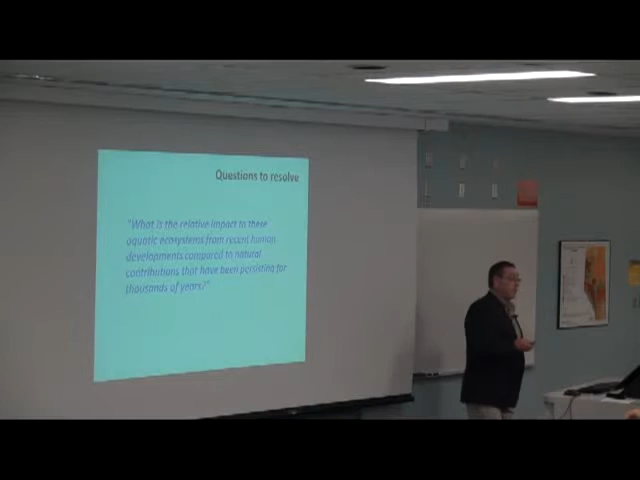 Questions to resolve
"What is the relative impact to these
aquatic ecosystems from recent human
developments compared to natural
contributions that have been persisting for
thousands of years?"